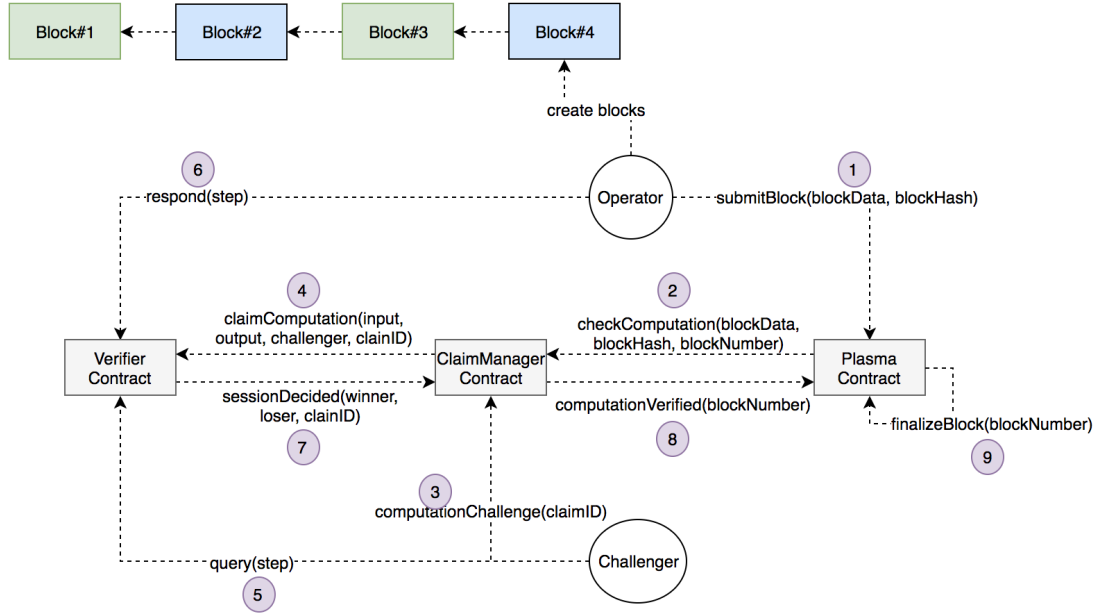 Block#1
Block#2
Block#3
Block#4
create blocks
6
1
respond(step)
Operator
submitBlock(blockData, blockHash)
4
2
claimComputation(input,
output, challenger, clainID)
checkComputation(blockData,
blockHash, blockNumber)
Verifier
Contract
ClaimManager
Contract
Plasma
Contract
sessionDecided(winner,
loser, clainID)
computationVerified(blockNumber)
finalizeBlock(blockNumber)
7
8
9
3
computationChallenge(claimID)
query(step)
Challenger
5